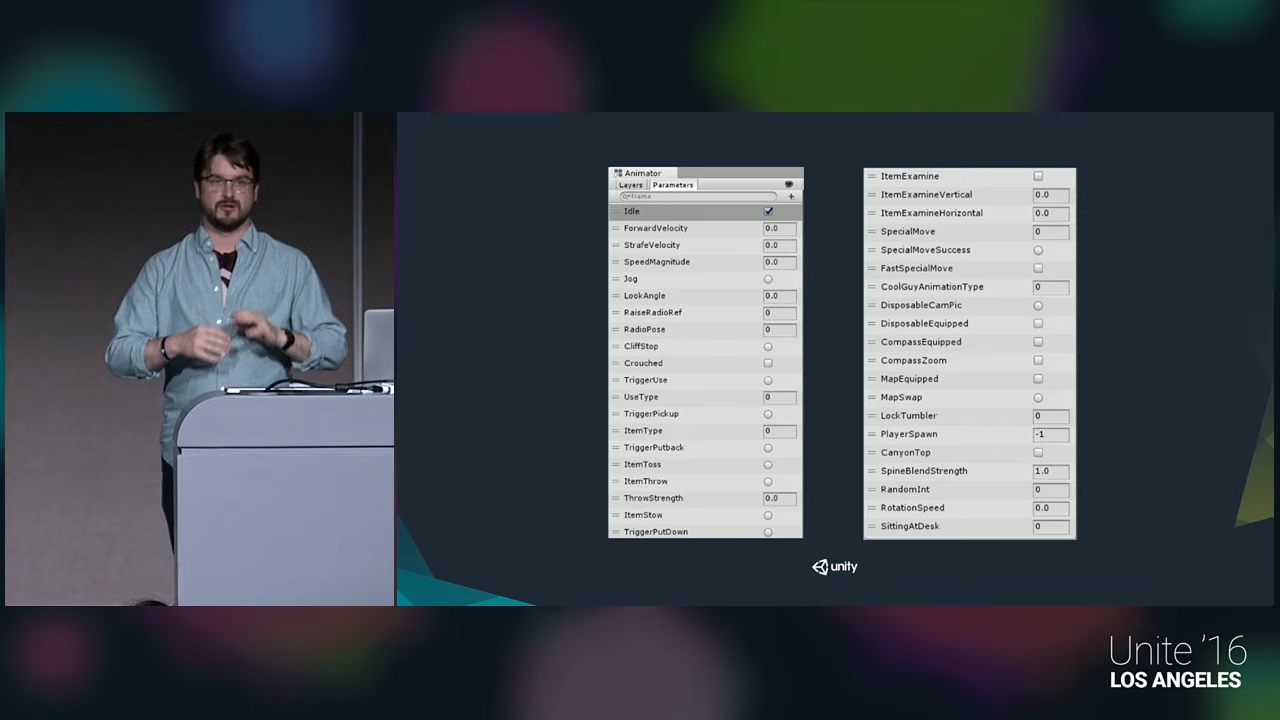 Animator
Layers Parameters
Name
Idle
ForwardVelocity 0.0
StrafeVelocity 0.0
SpeedMagnitude 0.0
Jog
LookAngle 0.0
RaiseRadioRef 0
RadioPose 0
CliffStop
Crouched
TriggerUse
UseType 0
TriggerPickup
ItemType 0
TriggerPutback
ItemToss
ItemThrow
ThrowStrength 0.0
ItemStow
TriggerPutDown
ItemExamine
ItemExamineVertical 0.0
ItemExamineHorizontal 0.0
SpecialMove 0
SpecialMoveSuccess
FastSpecialMove
CoolGuyAnimationType 0
DisposableCamPic
DisposableEquipped
CompassEquipped
CompassZoom
MapEquipped
MapSwap
LockTumbler 0
PlayerSpawn -1
CanyonTop
SpineBlendStrength 1.0
RandomInt 0
RotationSpeed 0.0
SittingAtDesk 0
unity
Unite '16
LOS ANGELES